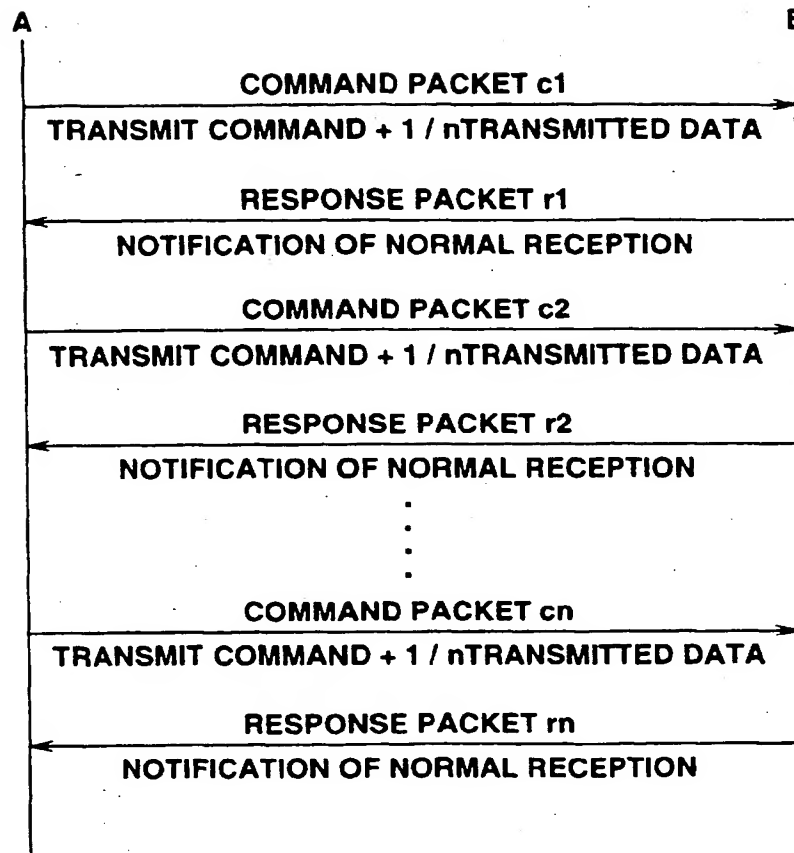 A
COMMAND PACKET c1
TRANSMIT COMMAND + 1 / nTRANSMITTED DATA
RESPONSE PACKET r1
NOTIFICATION OF NORMAL RECEPTION
COMMAND PACKET c2
TRANSMIT COMMAND + 1 / nTRANSMITTED DATA
RESPONSE PACKET r2
NOTIFICATION OF NORMAL RECEPTION
COMMAND PACKET cn
TRANSMIT COMMAND + 1 / nTRANSMITTED DATA
RESPONSE PACKET rn
NOTIFICATION OF NORMAL RECEPTION